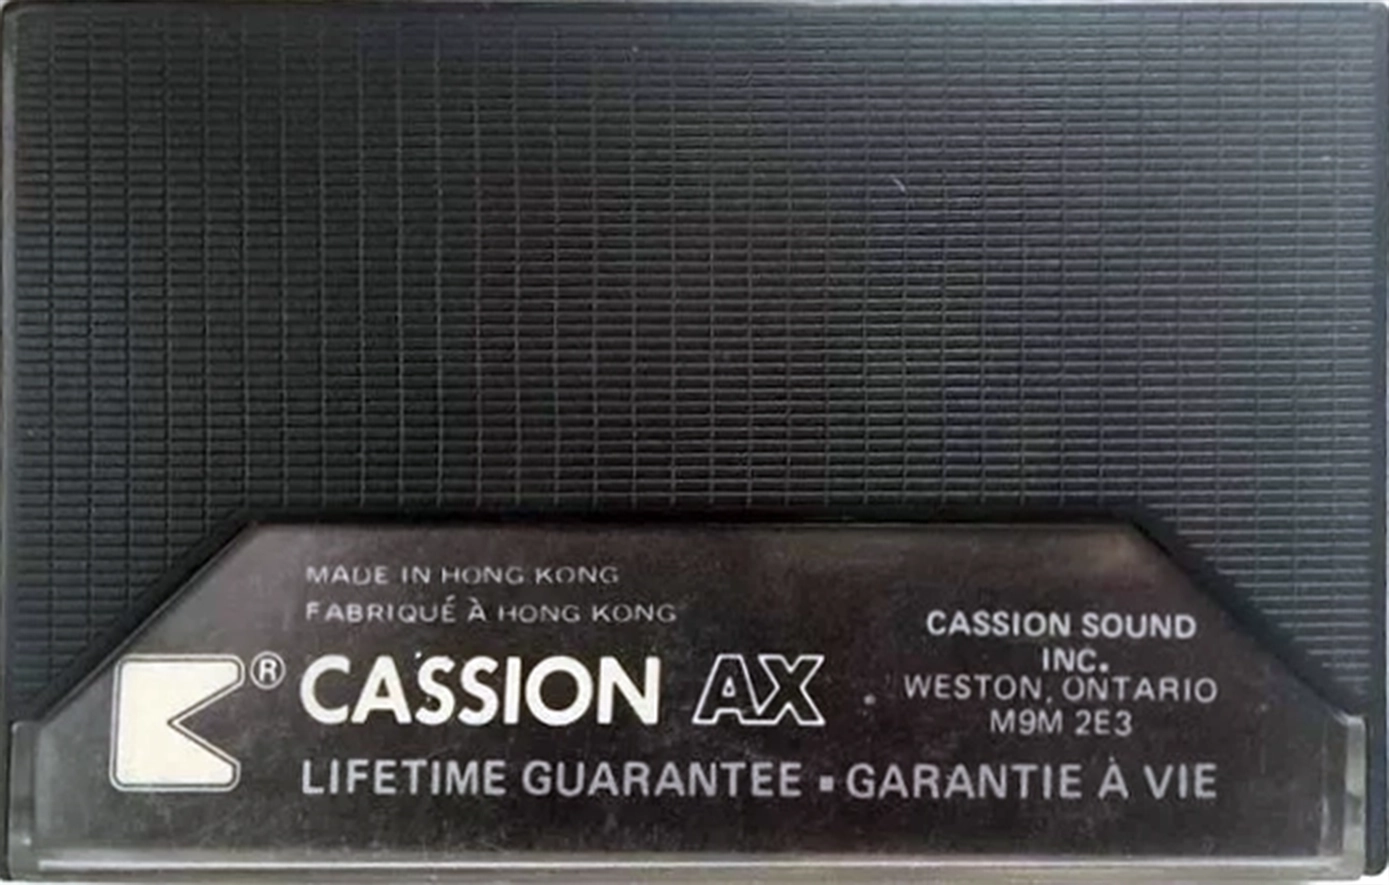 MADE IN HONG KONG
FABRIQUÉ À HONG KONG
® CASSION AX
CASSION SOUND
INC.
WESTON, ONTARIO
M9M 2E3
LIFETIME GUARANTEE ▪ GARANTIE À VIE